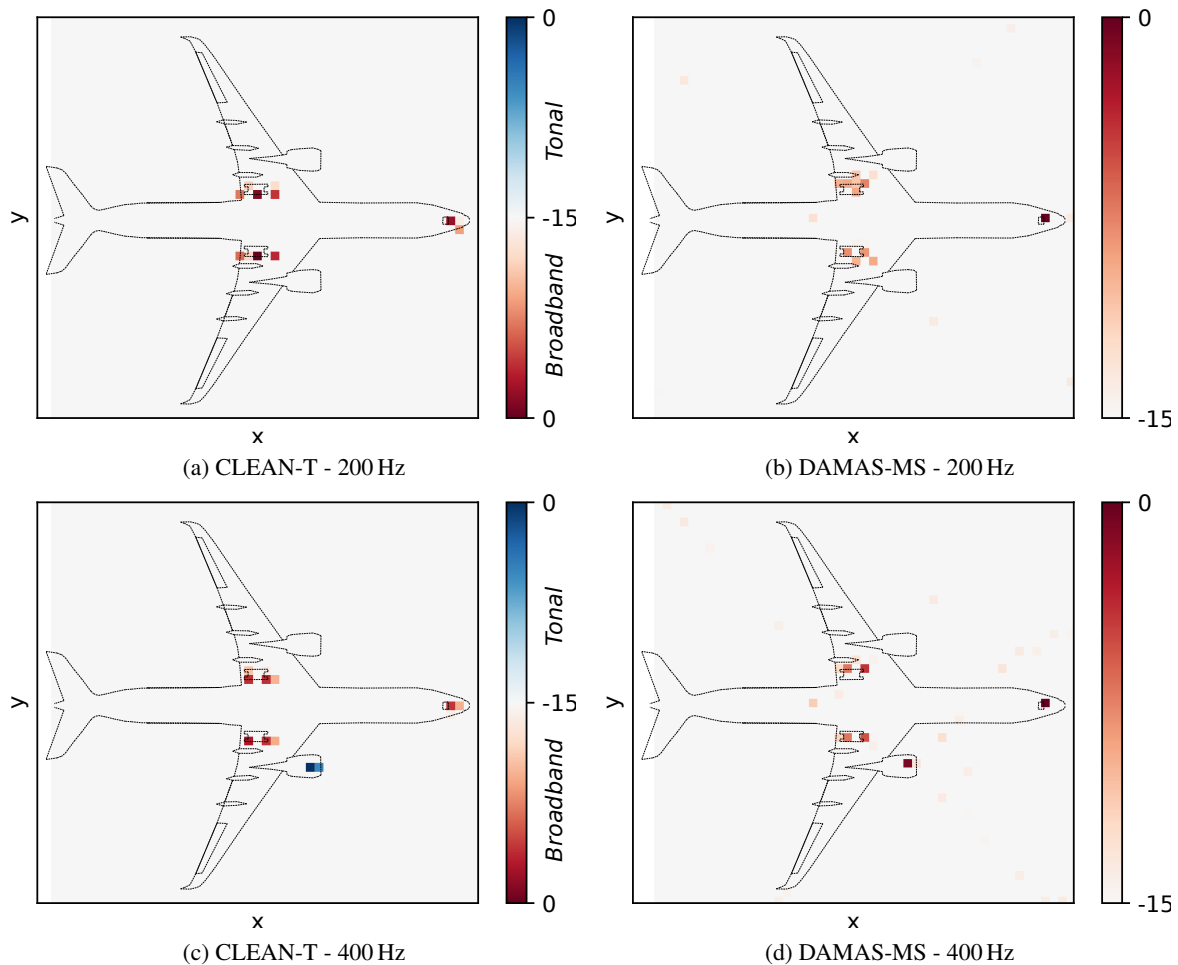 0
Tonal
-15
Broadband
0
y
x
(a) CLEAN-T - 200 Hz
0
-15
y
x
(b) DAMAS-MS - 200 Hz
0
Tonal
-15
Broadband
0
y
x
(c) CLEAN-T - 400 Hz
0
-15
y
x
(d) DAMAS-MS - 400 Hz